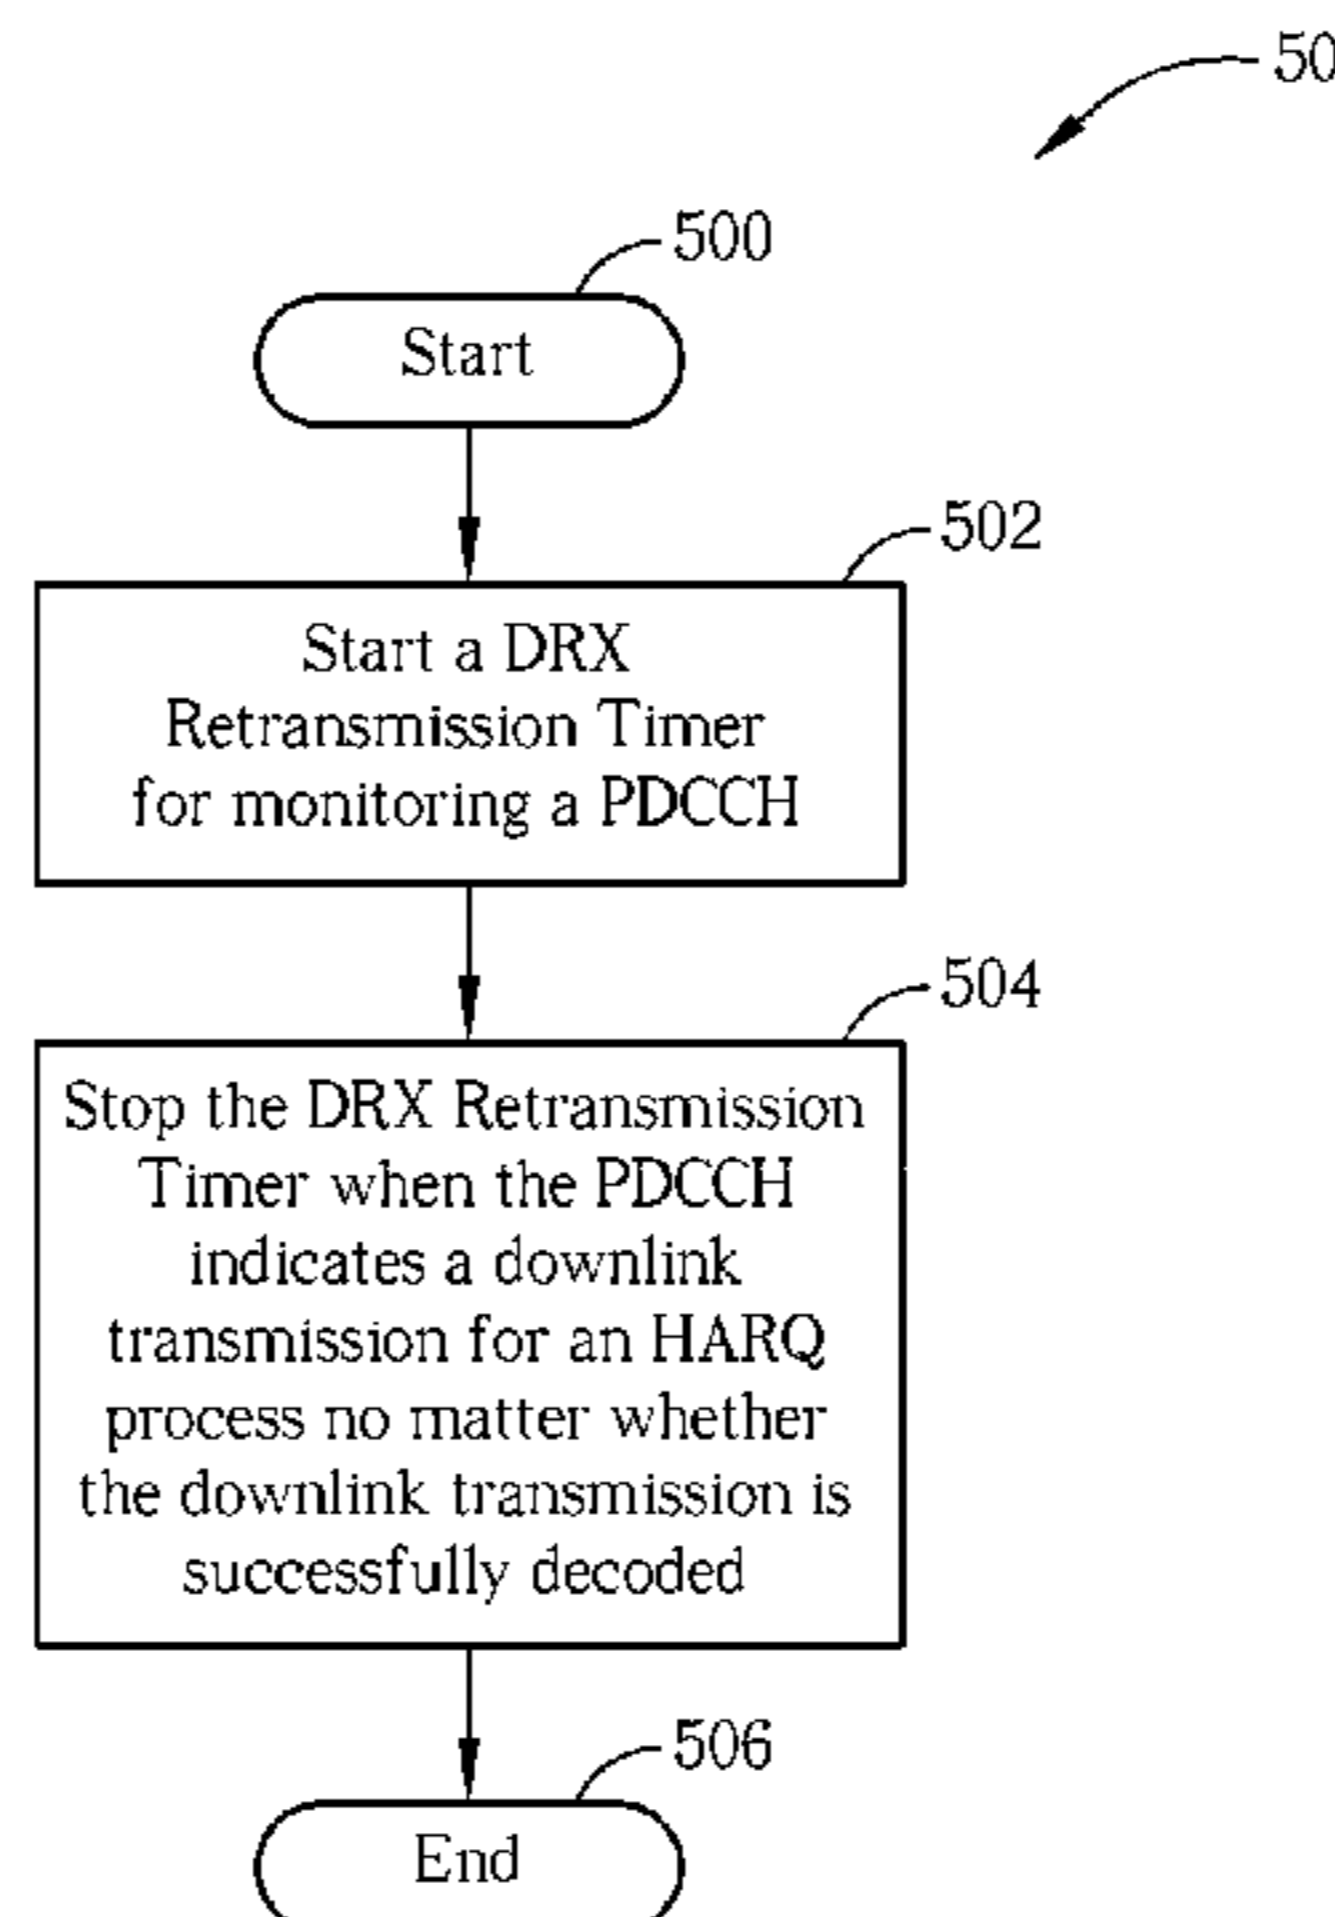 50
500
Start
502
Start a DRX
Retransmission Timer
for monitoring a PDCCH
504
Stop the DRX Retransmission
Timer when the PDCCH
indicates a downlink
transmission for an HARQ
process no matter whether
the downlink transmission is
successfully decoded
506
End